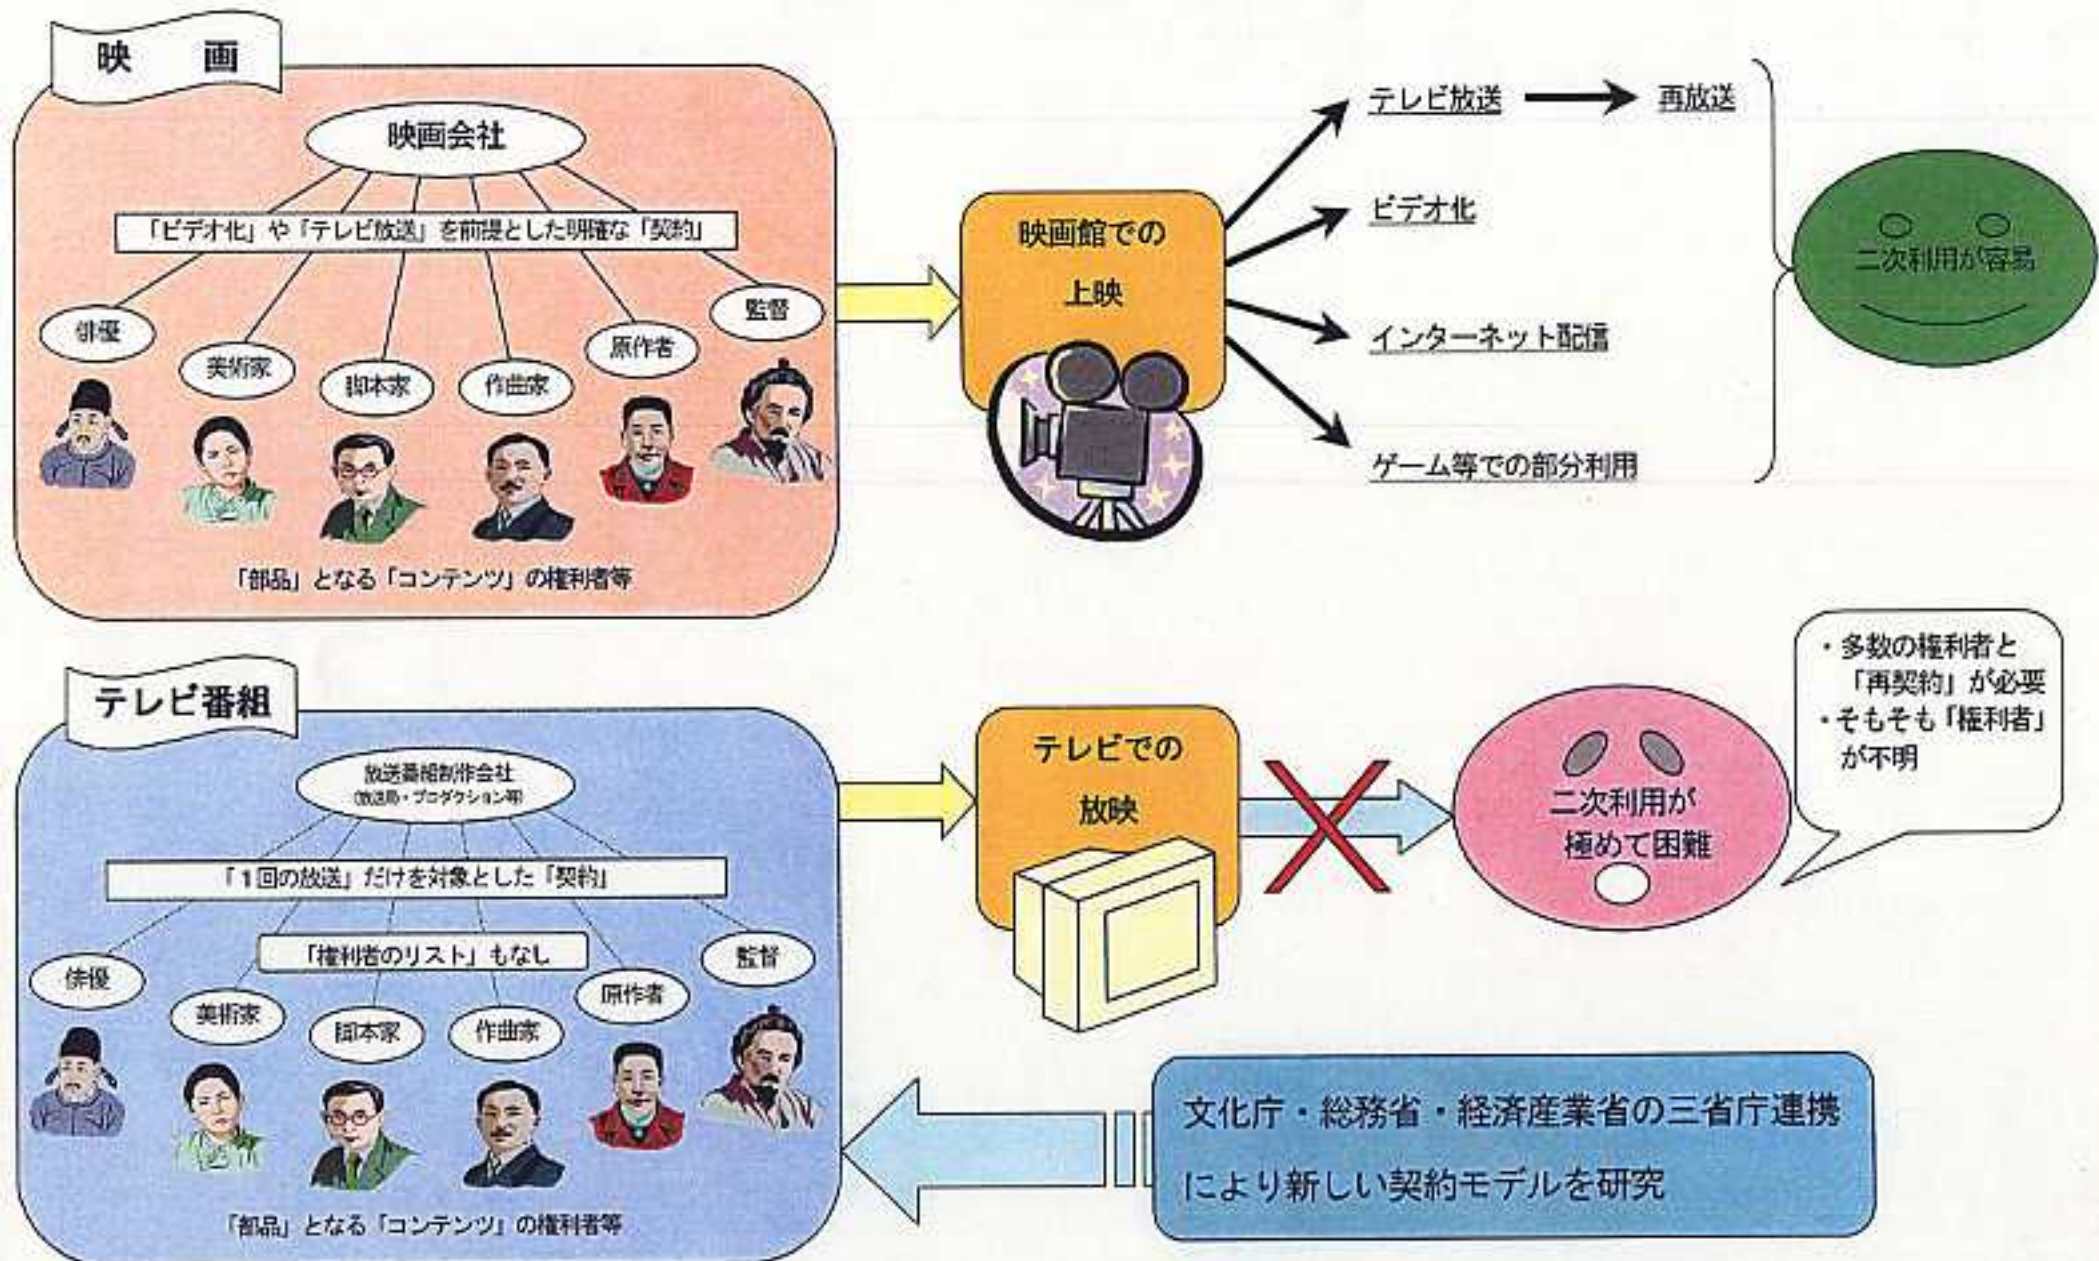 映　画
映画会社
「ビデオ化」や「テレビ放送」を前提とした明確な「契約」
俳優
美術家
脚本家
作曲家
原作者
監督
「部品」となる「コンテンツ」の権利者等
映画館での
上映
テレビ放送
再放送
ビデオ化
インターネット配信
ゲーム等での部分利用
二次利用が容易
テレビ番組
放送番組制作会社
(放送局・プロダクション等)
「1回の放送」だけを対象とした「契約」
「権利者のリスト」もなし
俳優
美術家
脚本家
作曲家
原作者
監督
「部品」となる「コンテンツ」の権利者等
テレビでの
放映
二次利用が
極めて困難
・多数の権利者と
「再契約」が必要
・そもそも「権利者」
が不明
文化庁・総務省・経済産業省の三省庁連携
により新しい契約モデルを研究